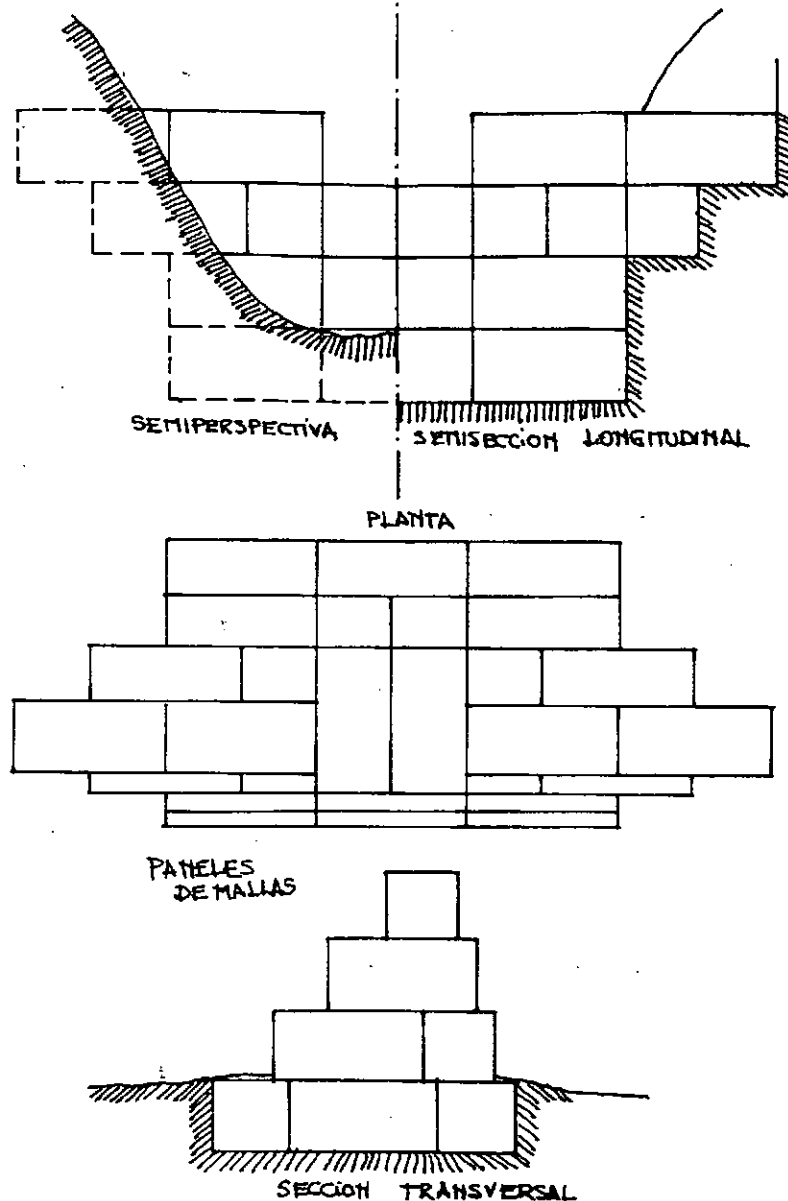 SEMIPERSPECTIVA
SEMISECCION LONGITUDINAL
PLANTA
PANELES
DE MALLAS
SECCION TRANSVERSAL